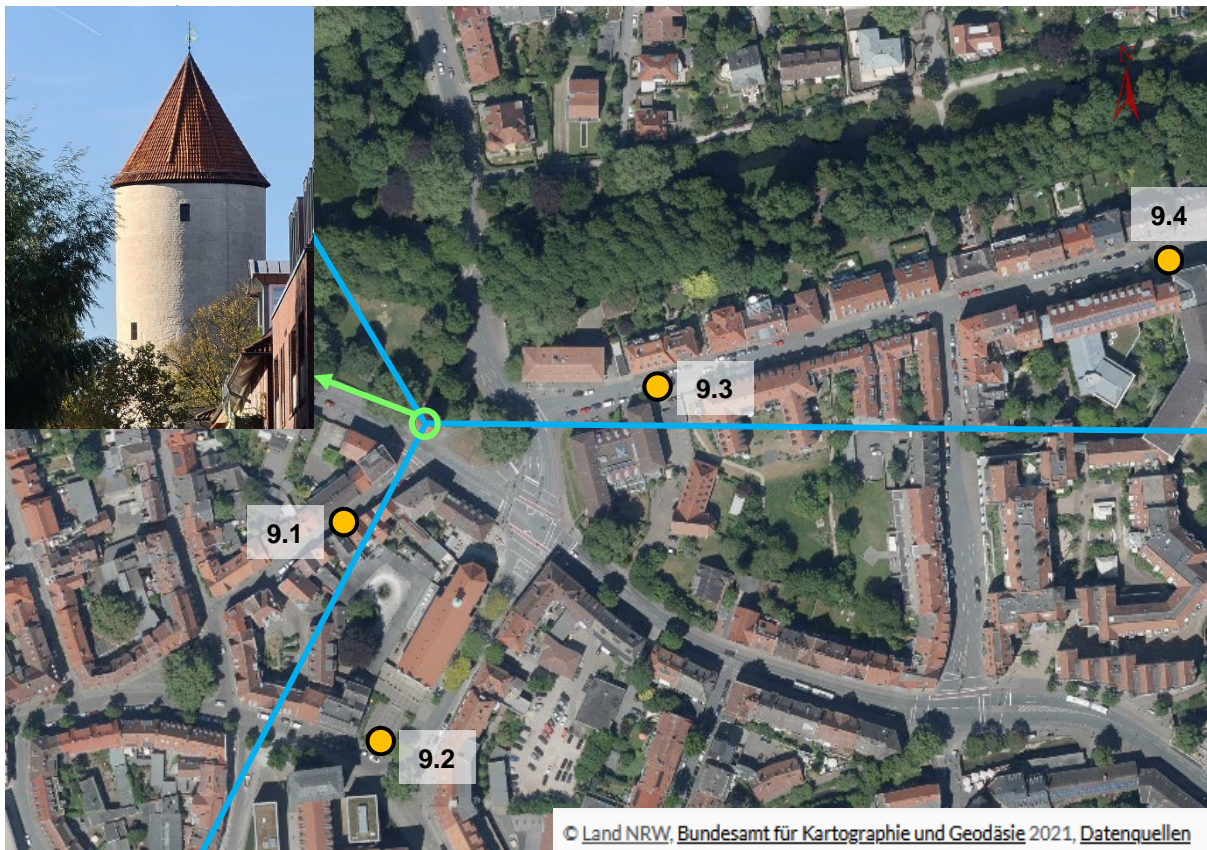 N
9.4
9.3
9.1
9.2
© Land NRW, Bundesamt für Kartographie und Geodäsie 2021, Datenquellen